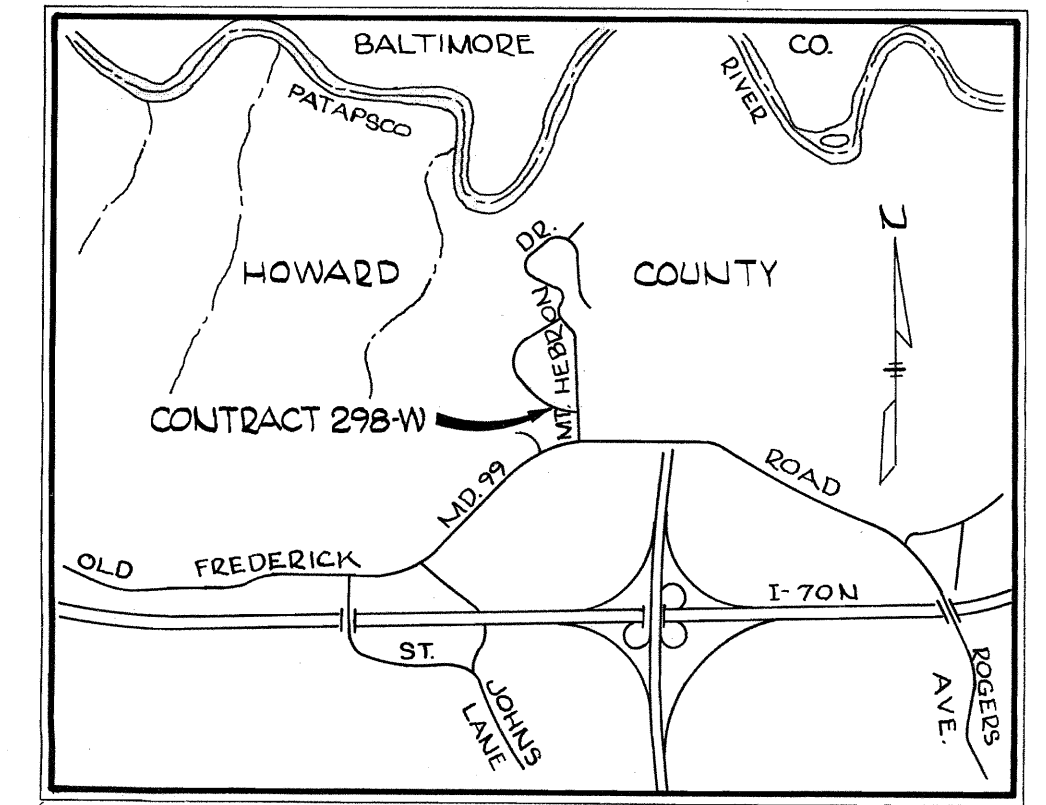 BALTIMORE CO.
PATAPSCO
RIVER
N
DR.
HOWARD COUNTY
MT. HEBRON
CONTRACT 298-W
MD. 99
ROAD
OLD FREDERICK
I-70N
ST.
JOHNS
LANE
ROGERS
AVE.